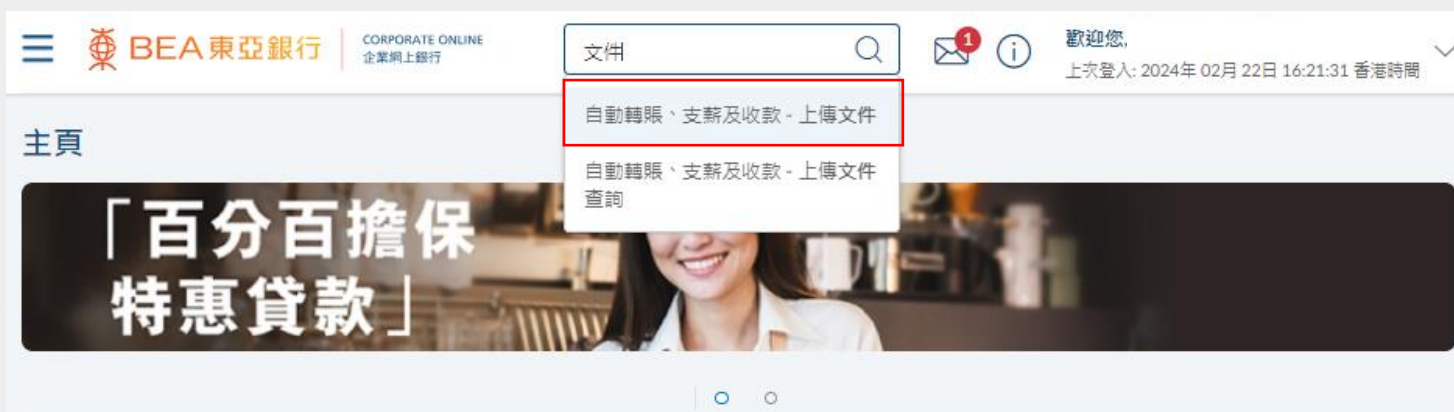 BEA東亞銀行
CORPORATE ONLINE
企業網上銀行
文件
1
歡迎您,
上次登入: 2024年 02月 22日 16:21:31 香港時間
自動轉賬、支薪及收款 - 上傳文件
自動轉賬、支薪及收款 - 上傳文件
查詢
主頁
「百分百擔保
特惠貸款」